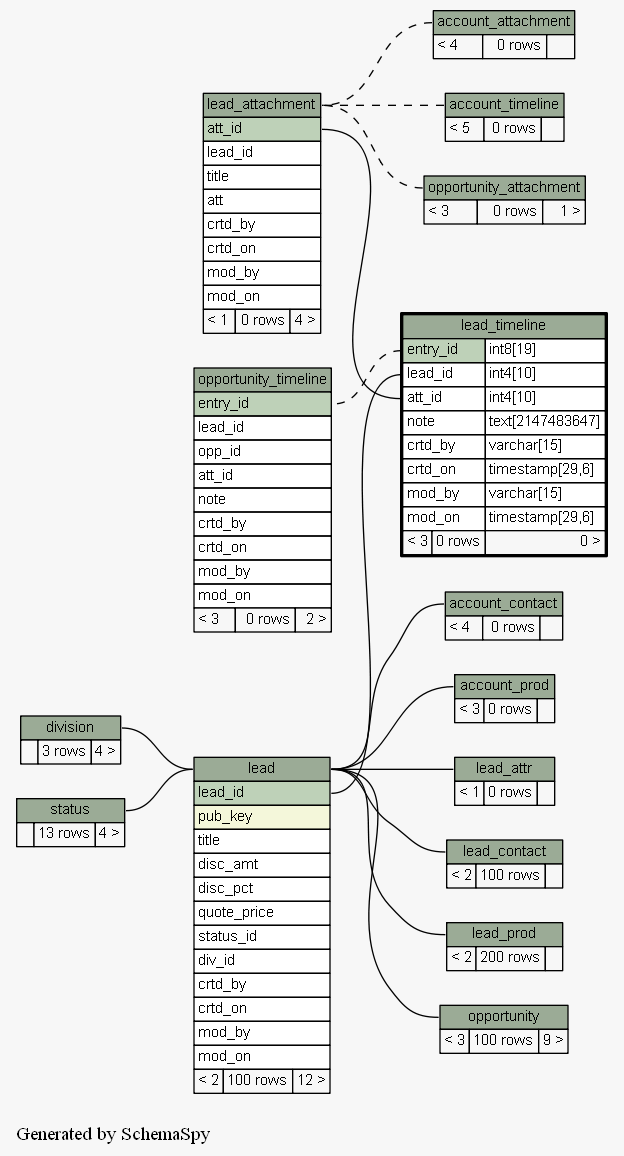 account_attachment
< 4 0 rows
lead_attachment
att_id
lead_id
title
att
crtd_by
crtd_on
mod_by
mod_on
< 1 0 rows 4 >
account_timeline
< 5 0 rows
opportunity_attachment
< 3 0 rows 1 >
lead_timeline
entry_id int8[19]
lead_id int4[10]
att_id int4[10]
note text[2147483647]
crtd_by varchar[15]
crtd_on timestamp[29,6]
mod_by varchar[15]
mod_on timestamp[29,6]
< 3 0 rows 0 >
opportunity_timeline
entry_id
lead_id
opp_id
att_id
note
crtd_by
crtd_on
mod_by
mod_on
< 3 0 rows 2 >
account_contact
< 4 0 rows
account_prod
< 3 0 rows
division
3 rows 4 >
status
13 rows 4 >
lead
lead_id
pub_key
title
disc_amt
disc_pct
quote_price
status_id
div_id
crtd_by
crtd_on
mod_by
mod_on
< 2 100 rows 12 >
lead_attr
< 1 0 rows
lead_contact
< 2 100 rows
lead_prod
< 2 200 rows
opportunity
< 3 100 rows 9 >
Generated by SchemaSpy